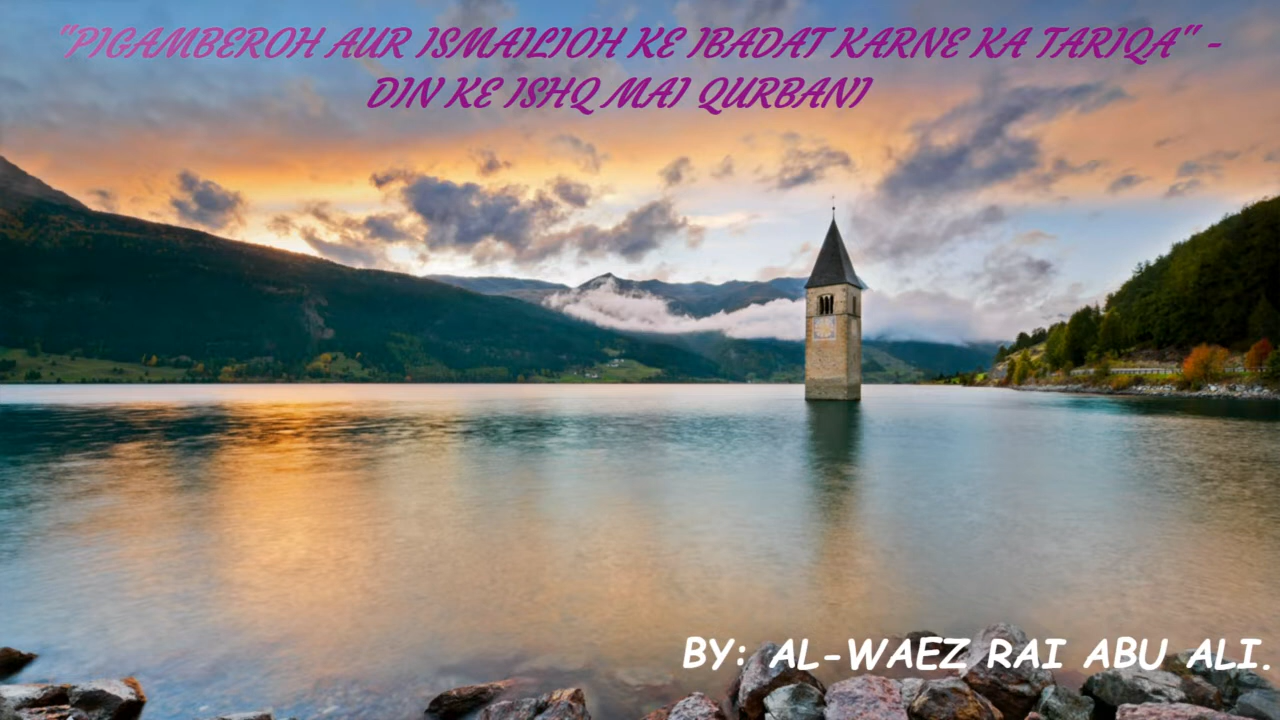 "PIGAMBEROH AUR ISMAILIOH KE IBADAT KARNE KA TARIQA" -
DIN KE ISHQ MAI QURBANI
BY: AL-WAEZ RAI ABU ALI.